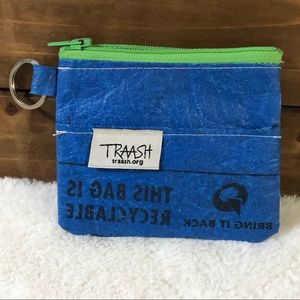 TRAASH
traash.org
THIS BAG IS
RECYCLABLE
BRING IT BACK